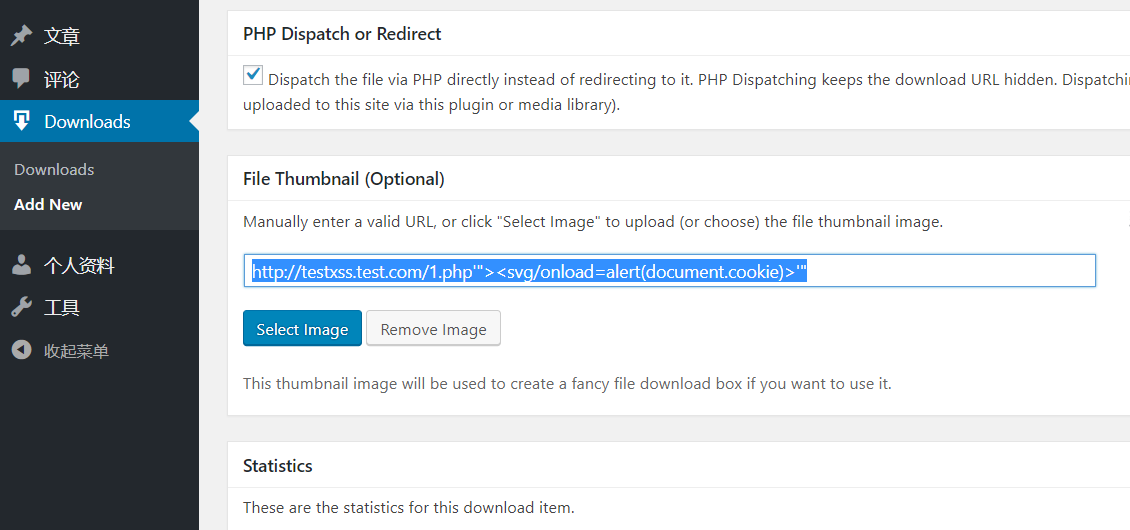 文章
评论
Downloads
Downloads
Add New
个人资料
工具
收起菜单
PHP Dispatch or Redirect
Dispatch the file via PHP directly instead of redirecting to it. PHP Dispatching keeps the download URL hidden. Dispatchin
uploaded to this site via this plugin or media library).
File Thumbnail (Optional)
Manually enter a valid URL, or click "Select Image" to upload (or choose) the file thumbnail image.
http://testxss.test.com/1.php'"><svg/onload=alert(document.cookie)>'"
Select Image
Remove Image
This thumbnail image will be used to create a fancy file download box if you want to use it.
Statistics
These are the statistics for this download item.